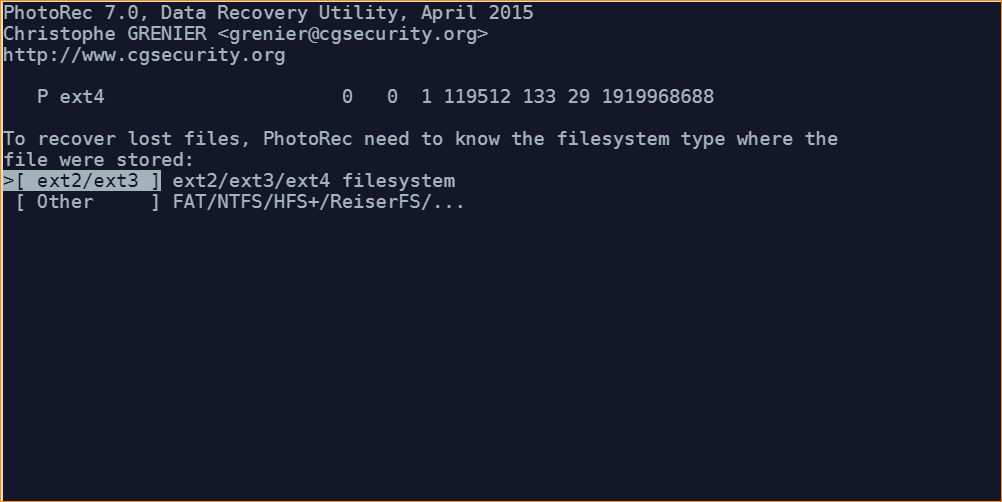 PhotoRec 7.0, Data Recovery Utility, April 2015
Christophe GRENIER <grenier@cgsecurity.org>
http://www.cgsecurity.org
P ext4 0 0 1 119512 133 29 1919968688
To recover lost files, PhotoRec need to know the filesystem type where the
file were stored:
>[ ext2/ext3 ] ext2/ext3/ext4 filesystem
[ Other ] FAT/NTFS/HFS+/ReiserFS/...